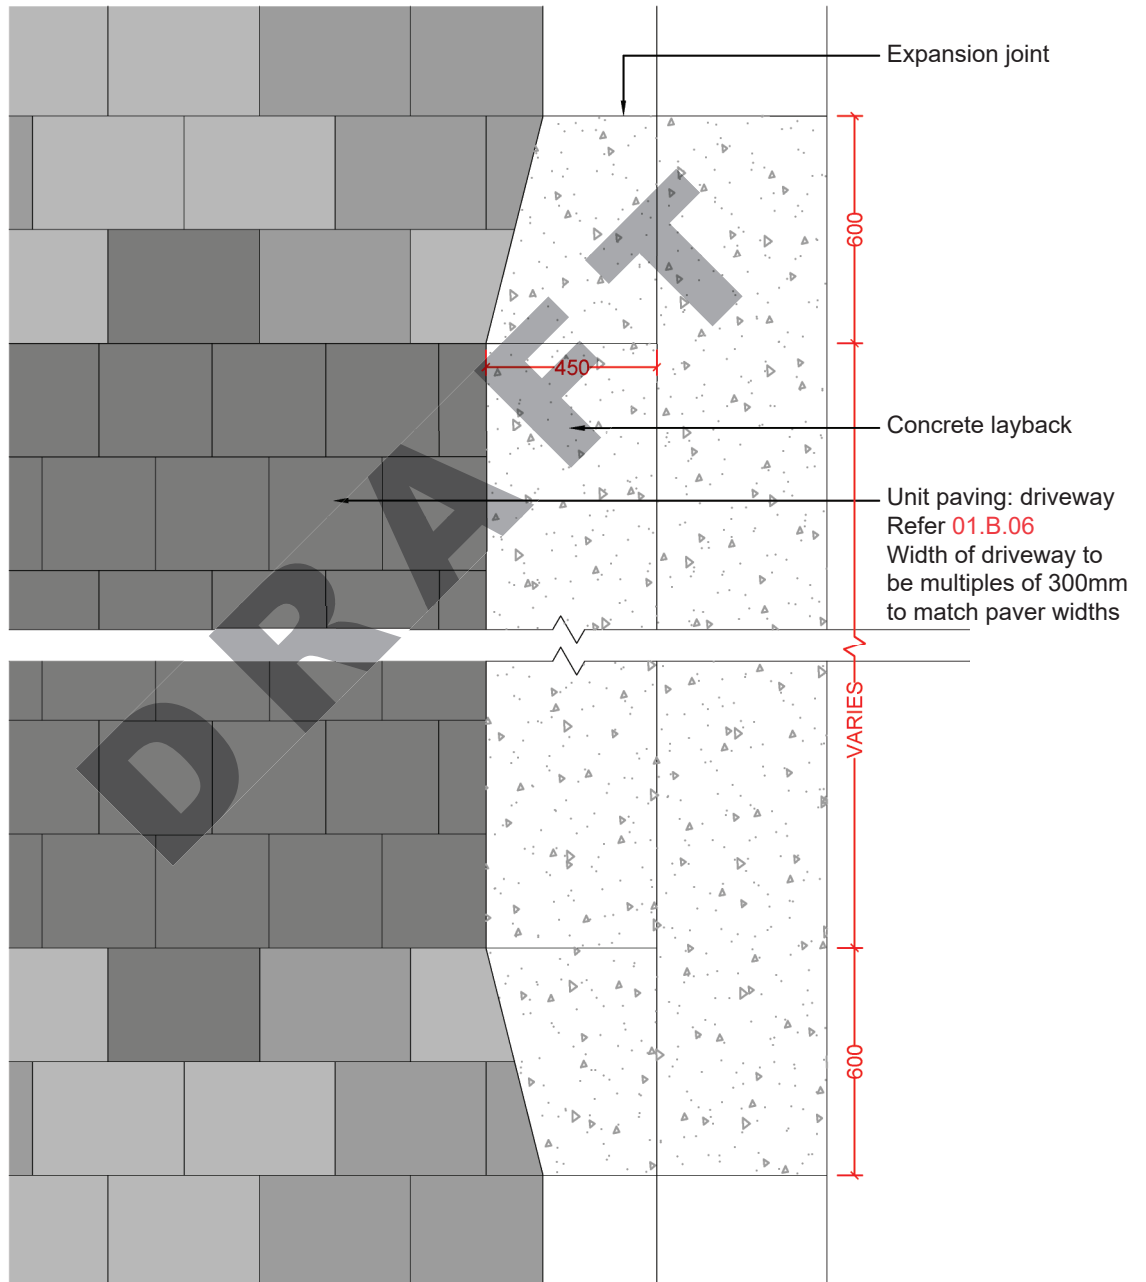 Expansion joint
600
450
Concrete layback
Unit paving: driveway
Refer 01.B.06
Width of driveway to
be multiples of 300mm
to match paver widths
VARIES
600
DRAFT